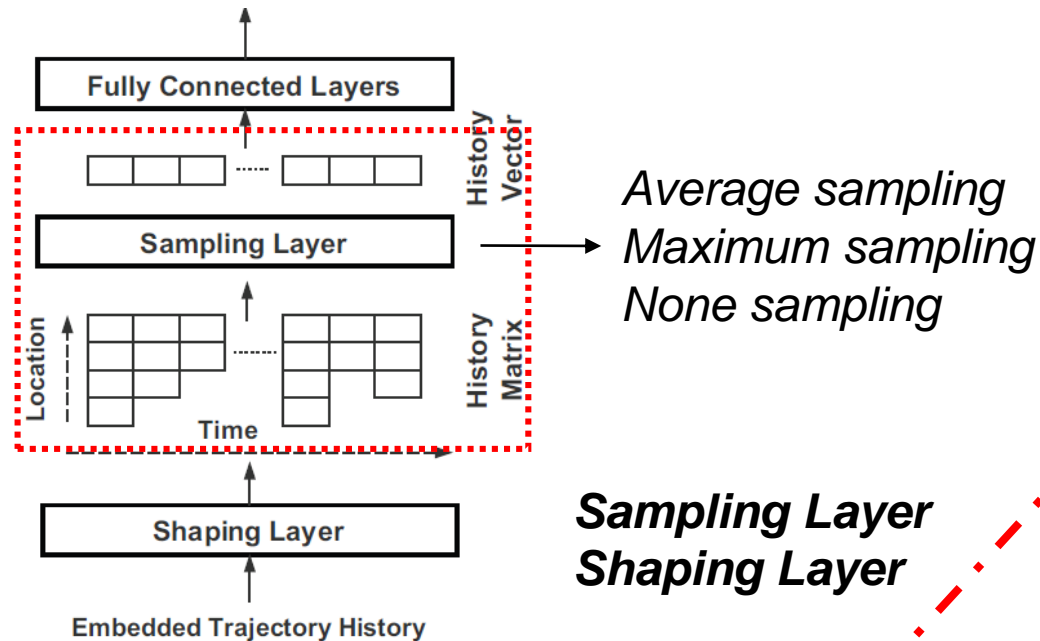 Fully Connected Layers
History
Vector
Sampling Layer
Average sampling
Maximum sampling
None sampling
Location
History
Matrix
Time
Shaping Layer
Sampling Layer
Shaping Layer
Embedded Trajectory History